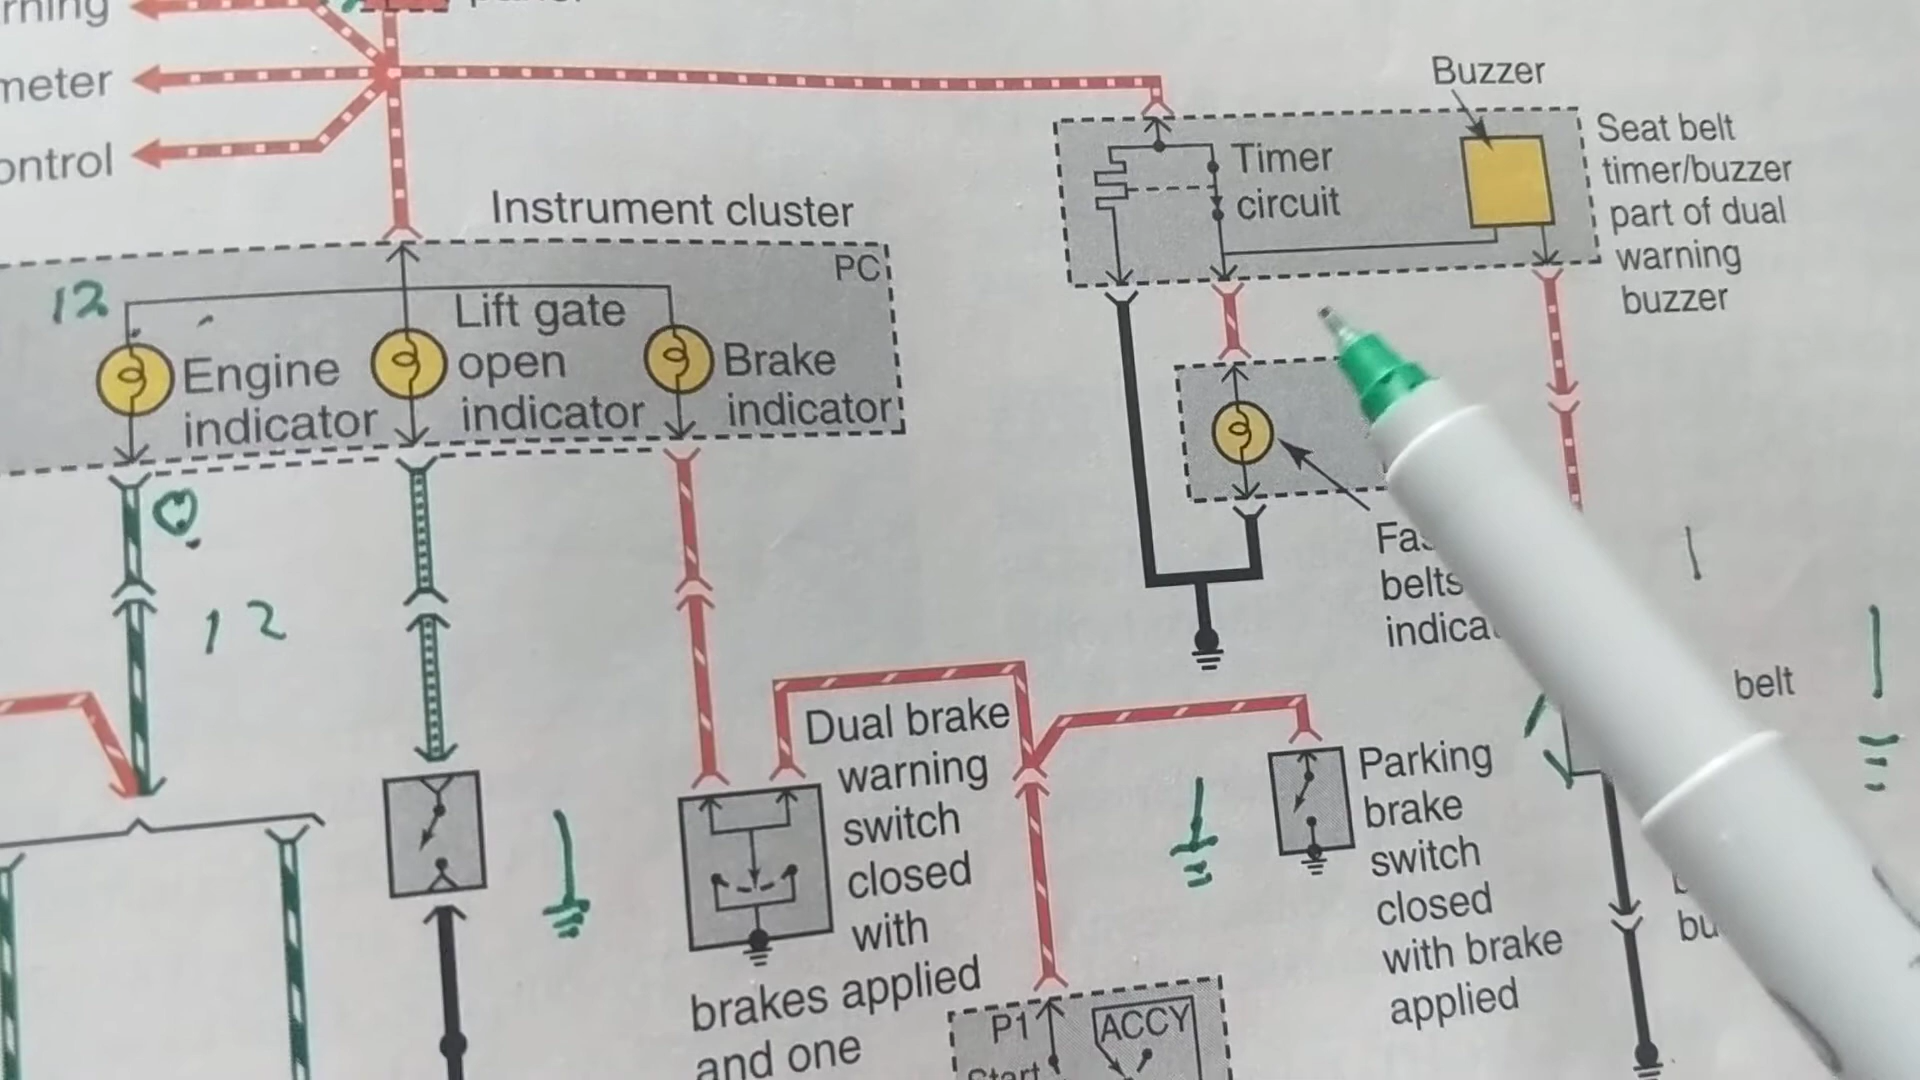 meter
ontrol
Instrument cluster
PC
12
Engine
indicator
Lift gate
open
indicator
Brake
indicator
12
Buzzer
Timer
circuit
Seat belt
timer/buzzer
part of dual
warning
buzzer
belts
belt
Dual brake
warning
switch
closed
with
brakes applied
and one
Parking
brake
switch
closed
with brake
applied
P1
ACCY
Start